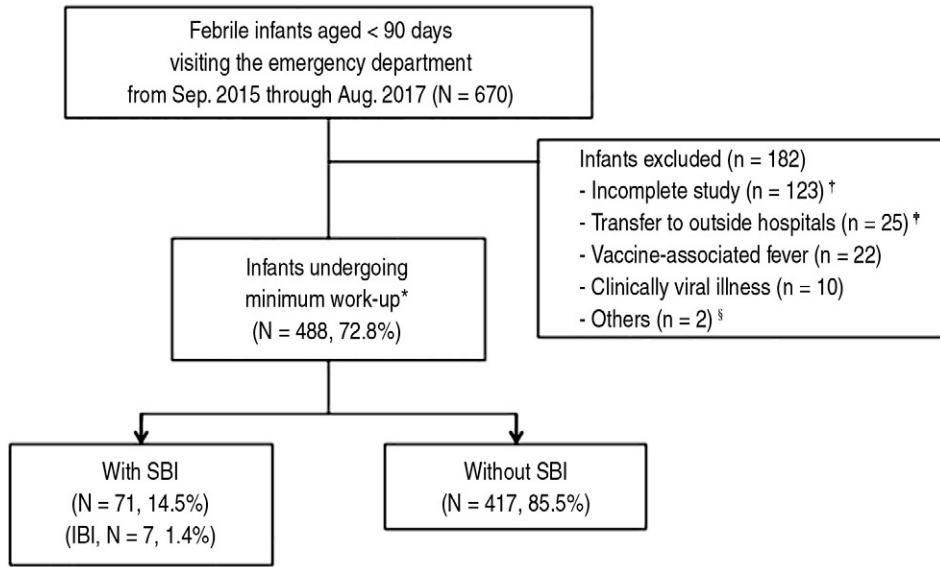 Febrile infants aged < 90 days
visiting the emergency department
from Sep. 2015 through Aug. 2017 (N = 670)
Infants excluded (n = 182)
- Incomplete study (n = 123) †
- Transfer to outside hospitals (n = 25) ‡
- Vaccine-associated fever (n = 22)
- Clinically viral illness (n = 10)
- Others (n = 2) §
Infants undergoing
minimum work-up*
(N = 488, 72.8%)
With SBI
(N = 71, 14.5%)
(IBI, N = 7, 1.4%)
Without SBI
(N = 417, 85.5%)